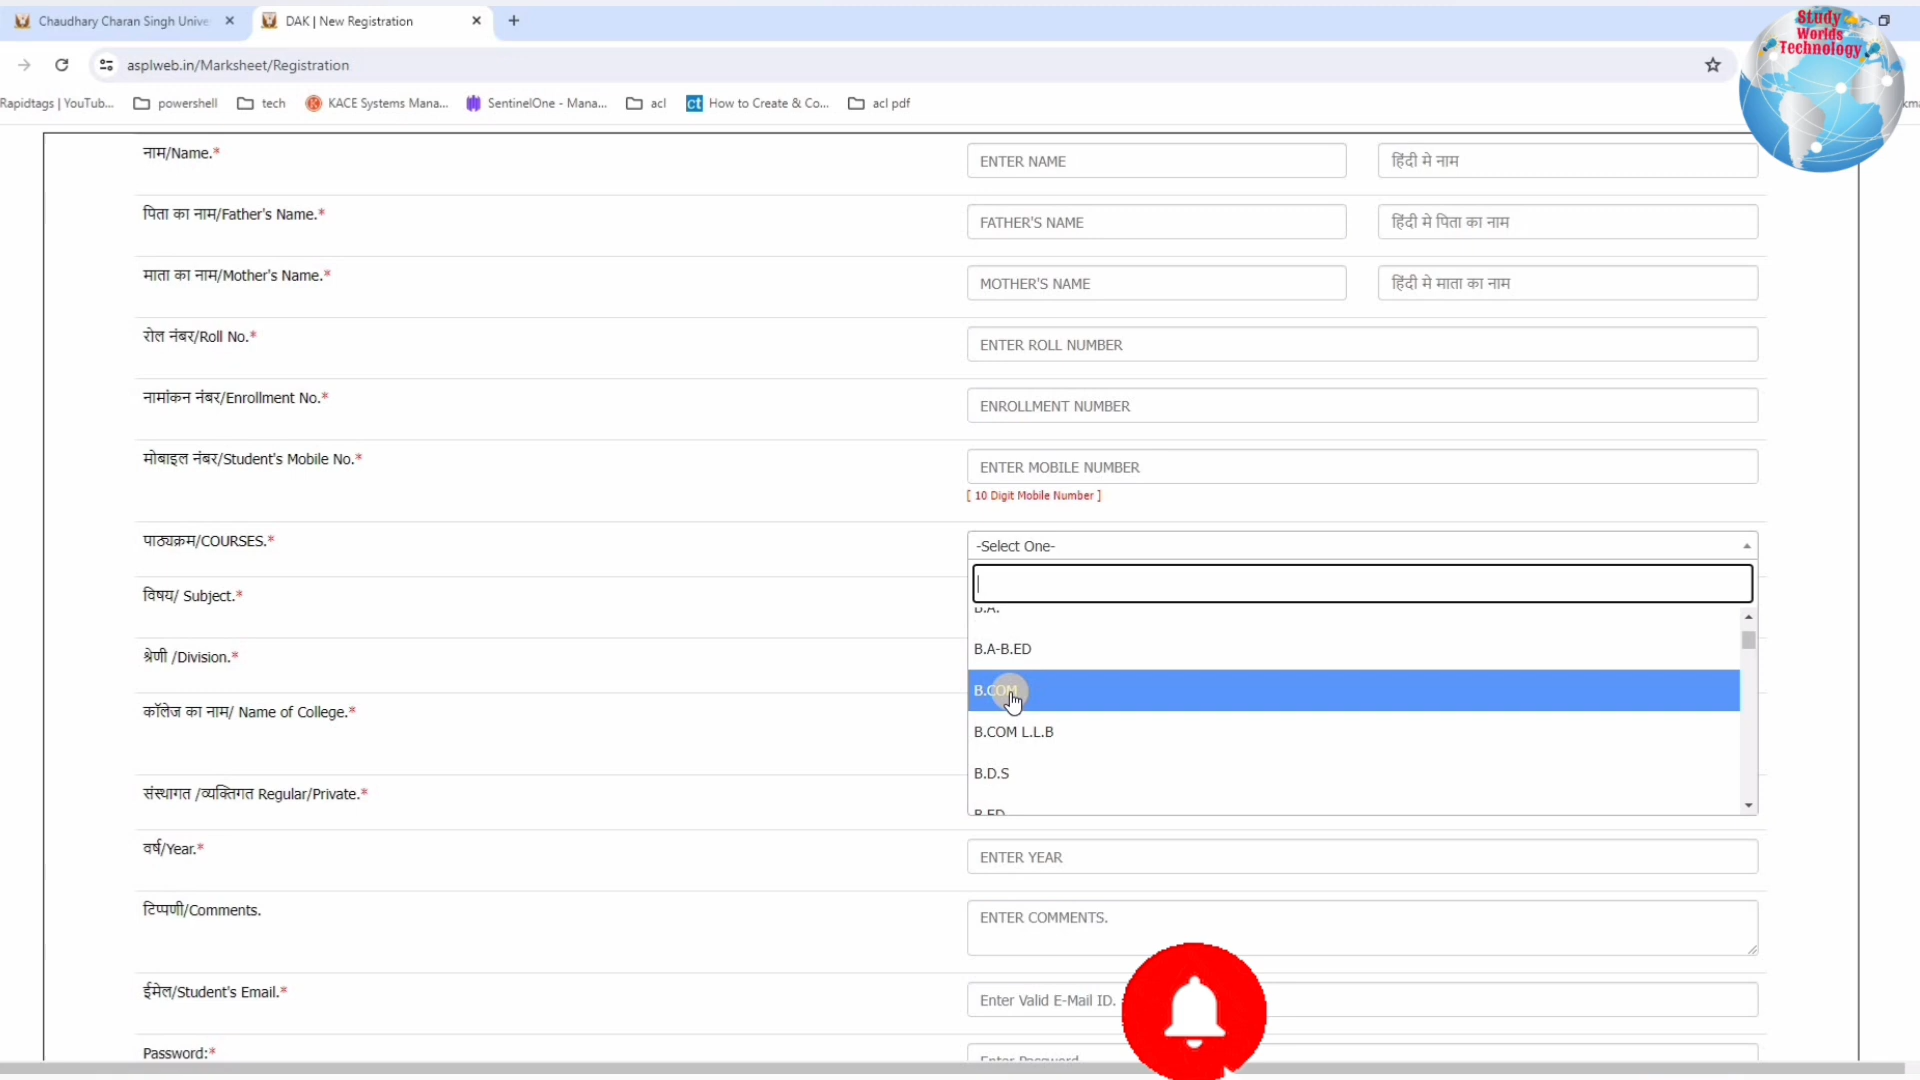 Chaudhary Charan Singh Unive
DAK | New Registration
Study
Worlds
Technology
asplweb.in/Marksheet/Registration
Rapidtags | YouTub... powershell tech KACE Systems Mana... SentinelOne - Mana... acl ct How to Create & Co... acl pdf
नाम/Name.* ENTER NAME हिंदी मे नाम
पिता का नाम/Father's Name.* FATHER'S NAME हिंदी मे पिता का नाम
माता का नाम/Mother's Name.* MOTHER'S NAME हिंदी मे माता का नाम
रोल नंबर/Roll No.* ENTER ROLL NUMBER
नामांकन नंबर/Enrollment No.* ENROLLMENT NUMBER
मोबाइल नंबर/Student's Mobile No.* ENTER MOBILE NUMBER
[ 10 Digit Mobile Number ]
पाठ्यक्रम/COURSES.* -Select One-
विषय/ Subject.*
B.A.
B.A-B.ED
श्रेणी /Division.*
B.COM
कॉलेज का नाम/ Name of College.*
B.COM L.L.B
B.D.S
संस्थागत /व्यक्तिगत Regular/Private.*
B.ED
वर्ष/Year.* ENTER YEAR
टिप्पणी/Comments. ENTER COMMENTS.
ईमेल/Student's Email.* Enter Valid E-Mail ID.
Password:* Enter Password